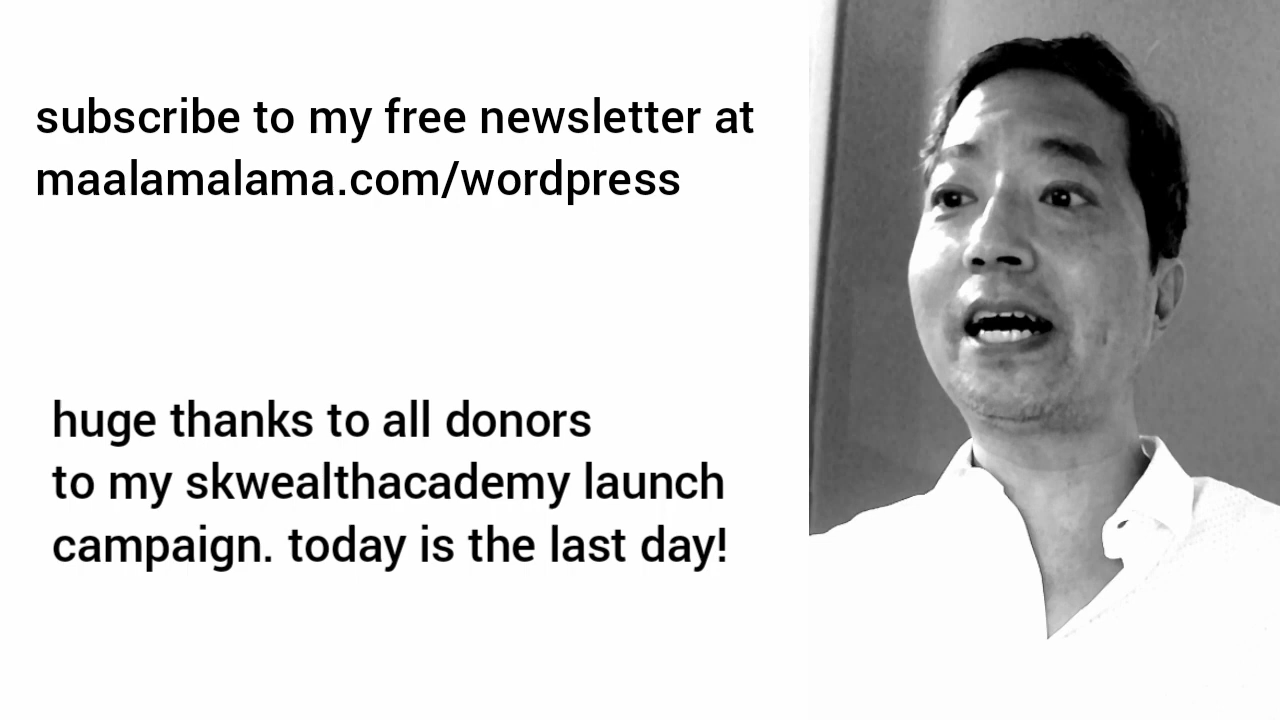 subscribe to my free newsletter at
maalamalama.com/wordpress
huge thanks to all donors
to my skwealthacademy launch
campaign. today is the last day!